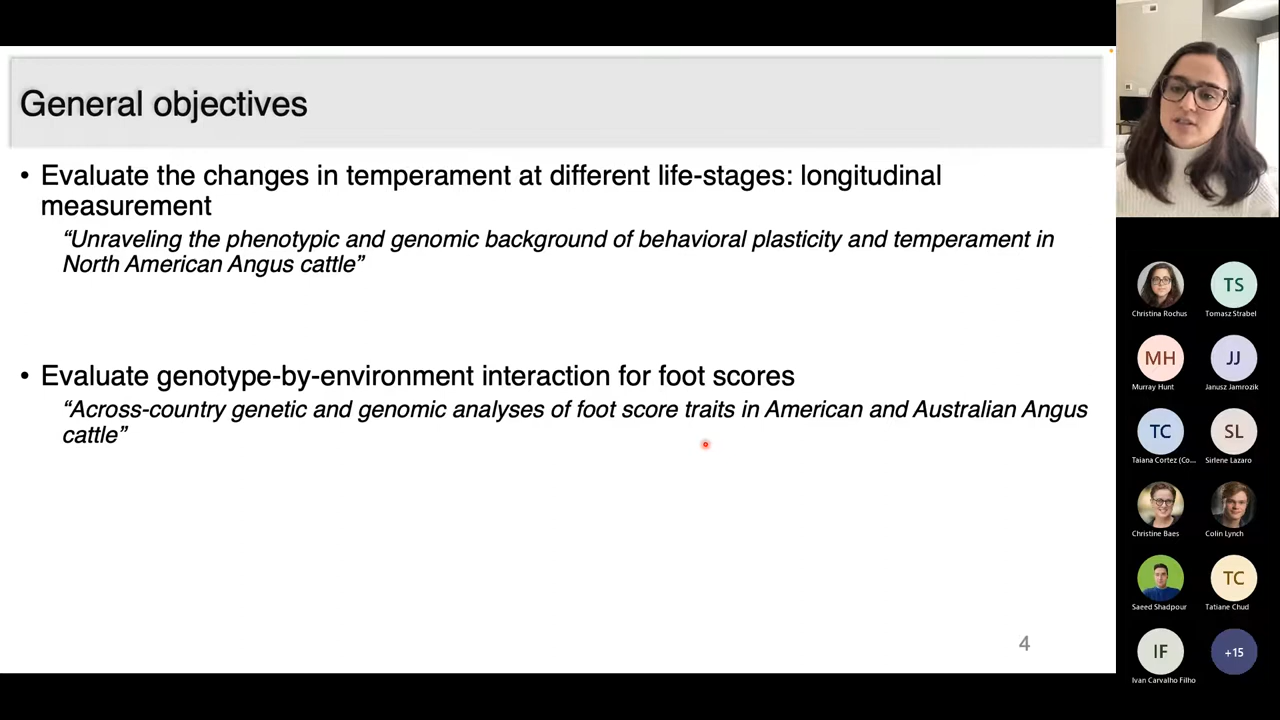 General objectives
• Evaluate the changes in temperament at different life-stages: longitudinal
measurement
“Unraveling the phenotypic and genomic background of behavioral plasticity and temperament in
North American Angus cattle”
• Evaluate genotype-by-environment interaction for foot scores
“Across-country genetic and genomic analyses of foot score traits in American and Australian Angus
cattle”
4
Christina Rochus
TS
Tomasz Strabel
MH
Murray Hunt
JJ
Janusz Jamrozik
TC
Taiana Cortez (Co...
SL
Sirlene Lazaro
Christine Baes
Colin Lynch
Saeed Shadpour
TC
Tatiane Chud
IF
Ivan Carvalho Filho
+15